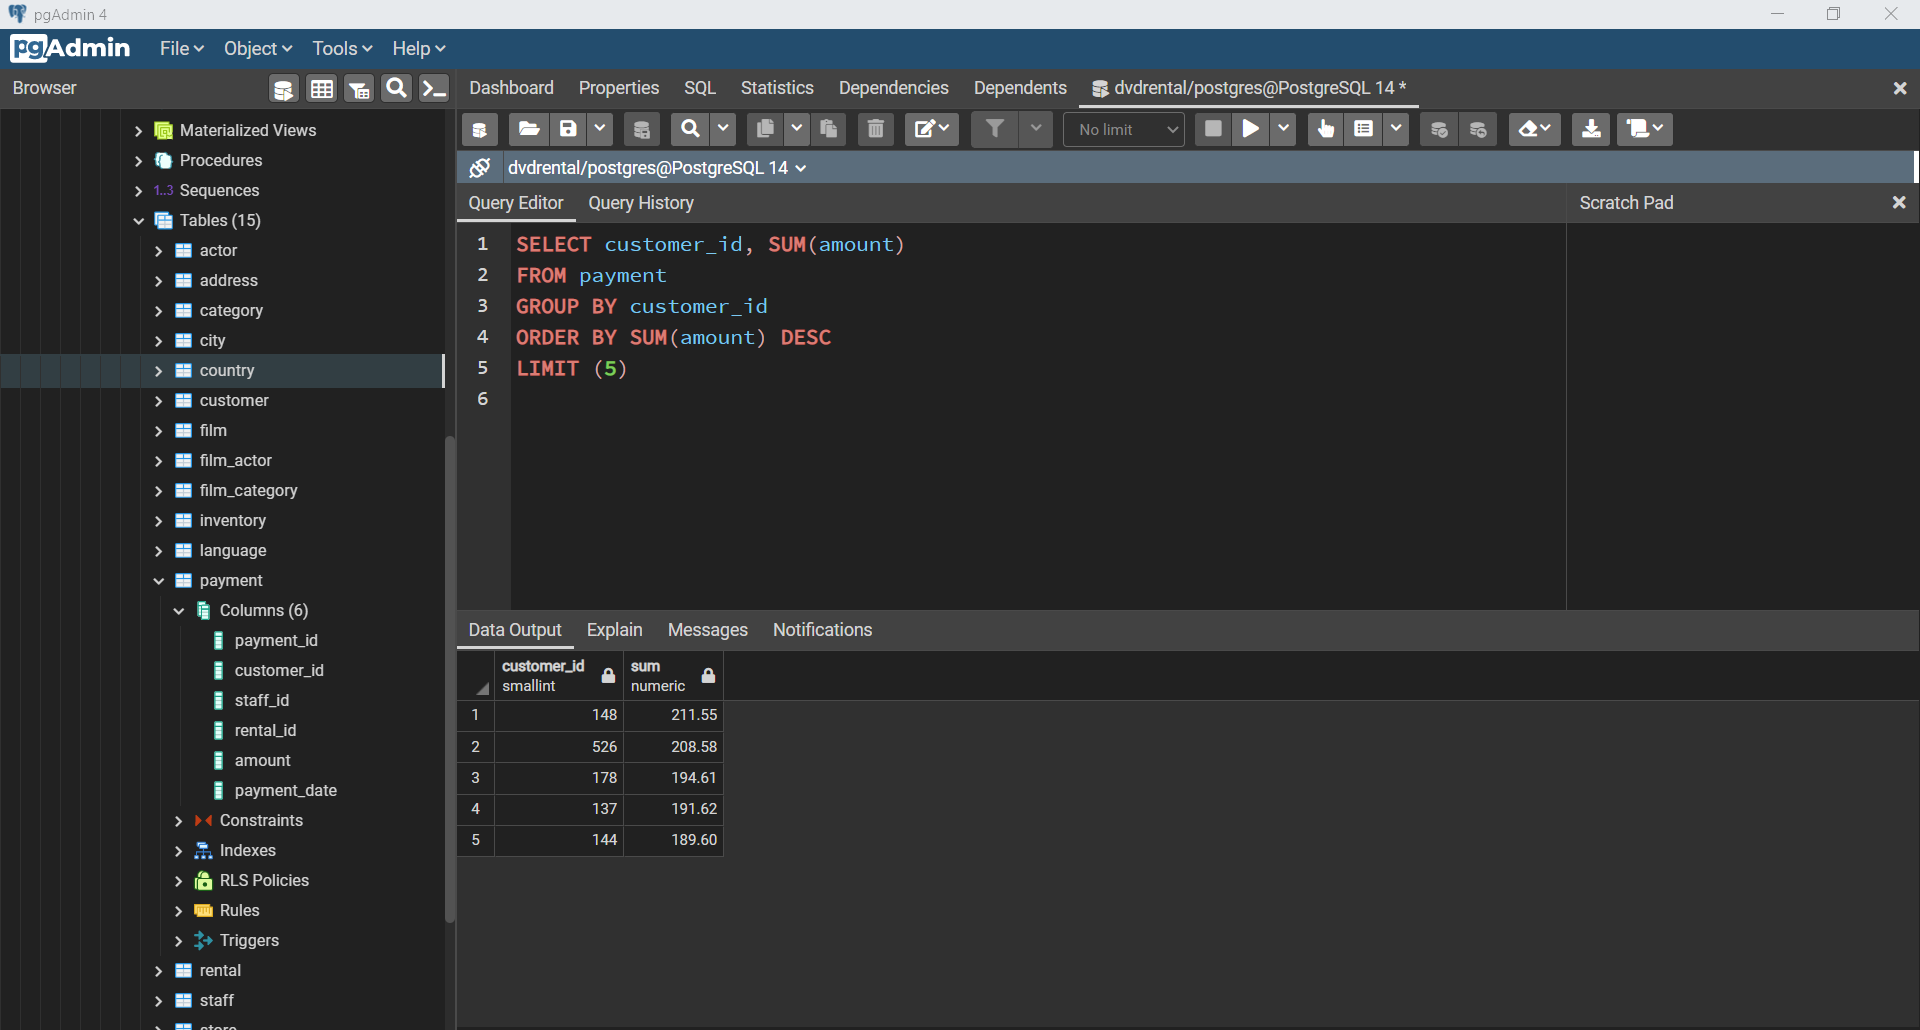 pgAdmin 4
pgAdmin File Object Tools Help
Browser
Materialized Views
Procedures
1..3 Sequences
Tables (15)
actor
address
category
city
country
customer
film
film_actor
film_category
inventory
language
payment
Columns (6)
payment_id
customer_id
staff_id
rental_id
amount
payment_date
Constraints
Indexes
RLS Policies
Rules
Triggers
rental
staff
Dashboard Properties SQL Statistics Dependencies Dependents dvdrental/postgres@PostgreSQL 14 *
No limit
dvdrental/postgres@PostgreSQL 14
Query Editor Query History
1 SELECT customer_id, SUM(amount)
2 FROM payment
3 GROUP BY customer_id
4 ORDER BY SUM(amount) DESC
5 LIMIT (5)
6
Scratch Pad
Data Output Explain Messages Notifications
customer_id sum
smallint numeric
1 148 211.55
2 526 208.58
3 178 194.61
4 137 191.62
5 144 189.60